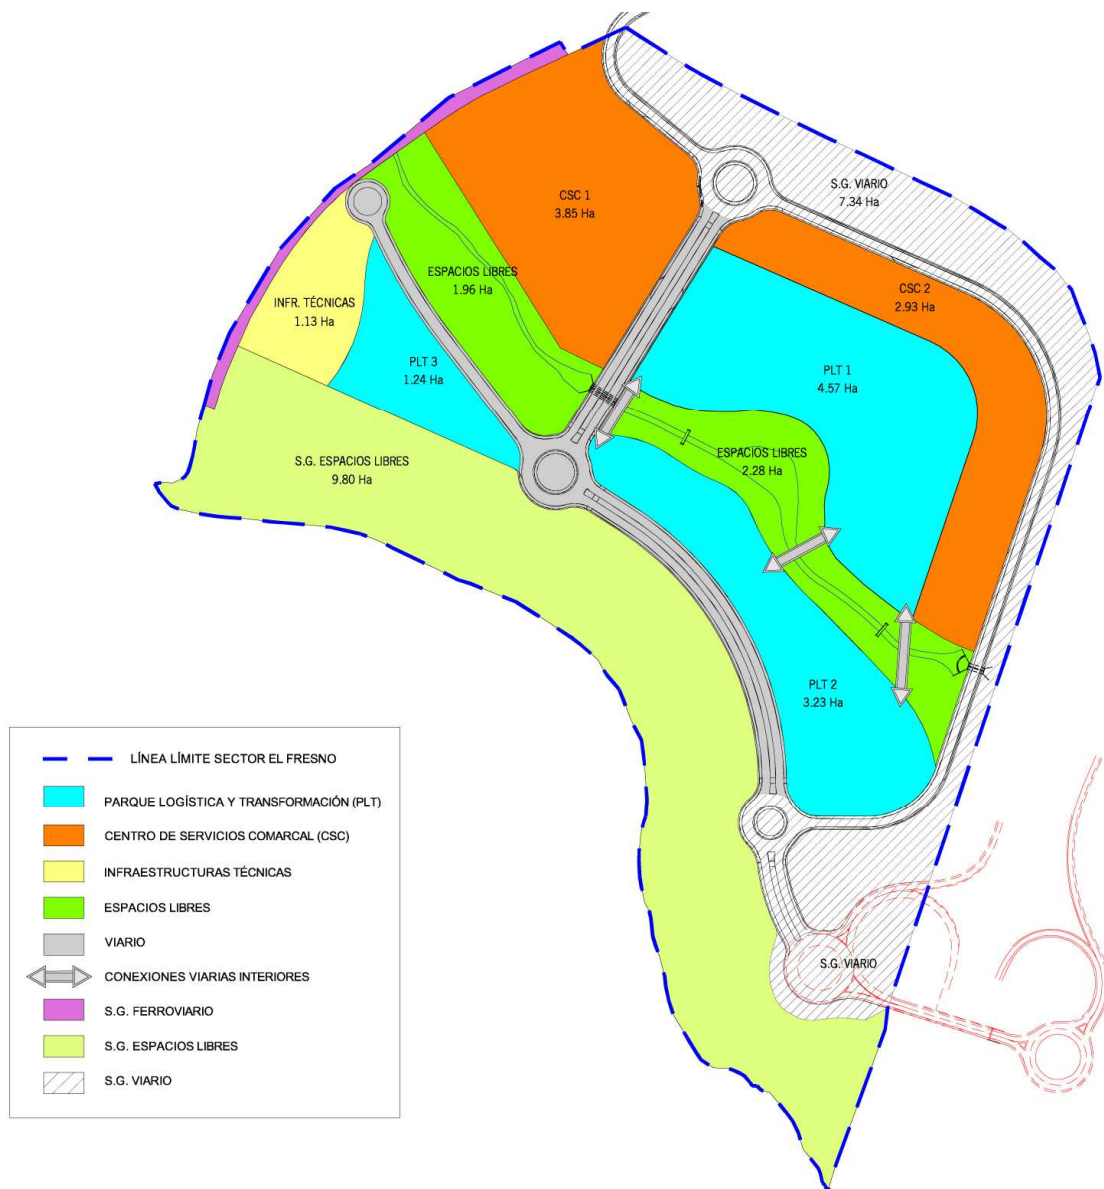 S.G. VIARIO
7.34 Ha
CSC 1
3.85 Ha
ESPACIOS LIBRES
1.96 Ha
CSC 2
2.93 Ha
INFR. TÉCNICAS
1.13 Ha
PLT 3
1.24 Ha
PLT 1
4.57 Ha
ESPACIOS LIBRES
2.28 Ha
S.G. ESPACIOS LIBRES
9.80 Ha
PLT 2
3.23 Ha
S.G. VIARIO
LÍNEA LÍMITE SECTOR EL FRESNO
PARQUE LOGÍSTICA Y TRANSFORMACIÓN (PLT)
CENTRO DE SERVICIOS COMARCAL (CSC)
INFRAESTRUCTURAS TÉCNICAS
ESPACIOS LIBRES
VIARIO
CONEXIONES VIARIAS INTERIORES
S.G. FERROVIARIO
S.G. ESPACIOS LIBRES
S.G. VIARIO